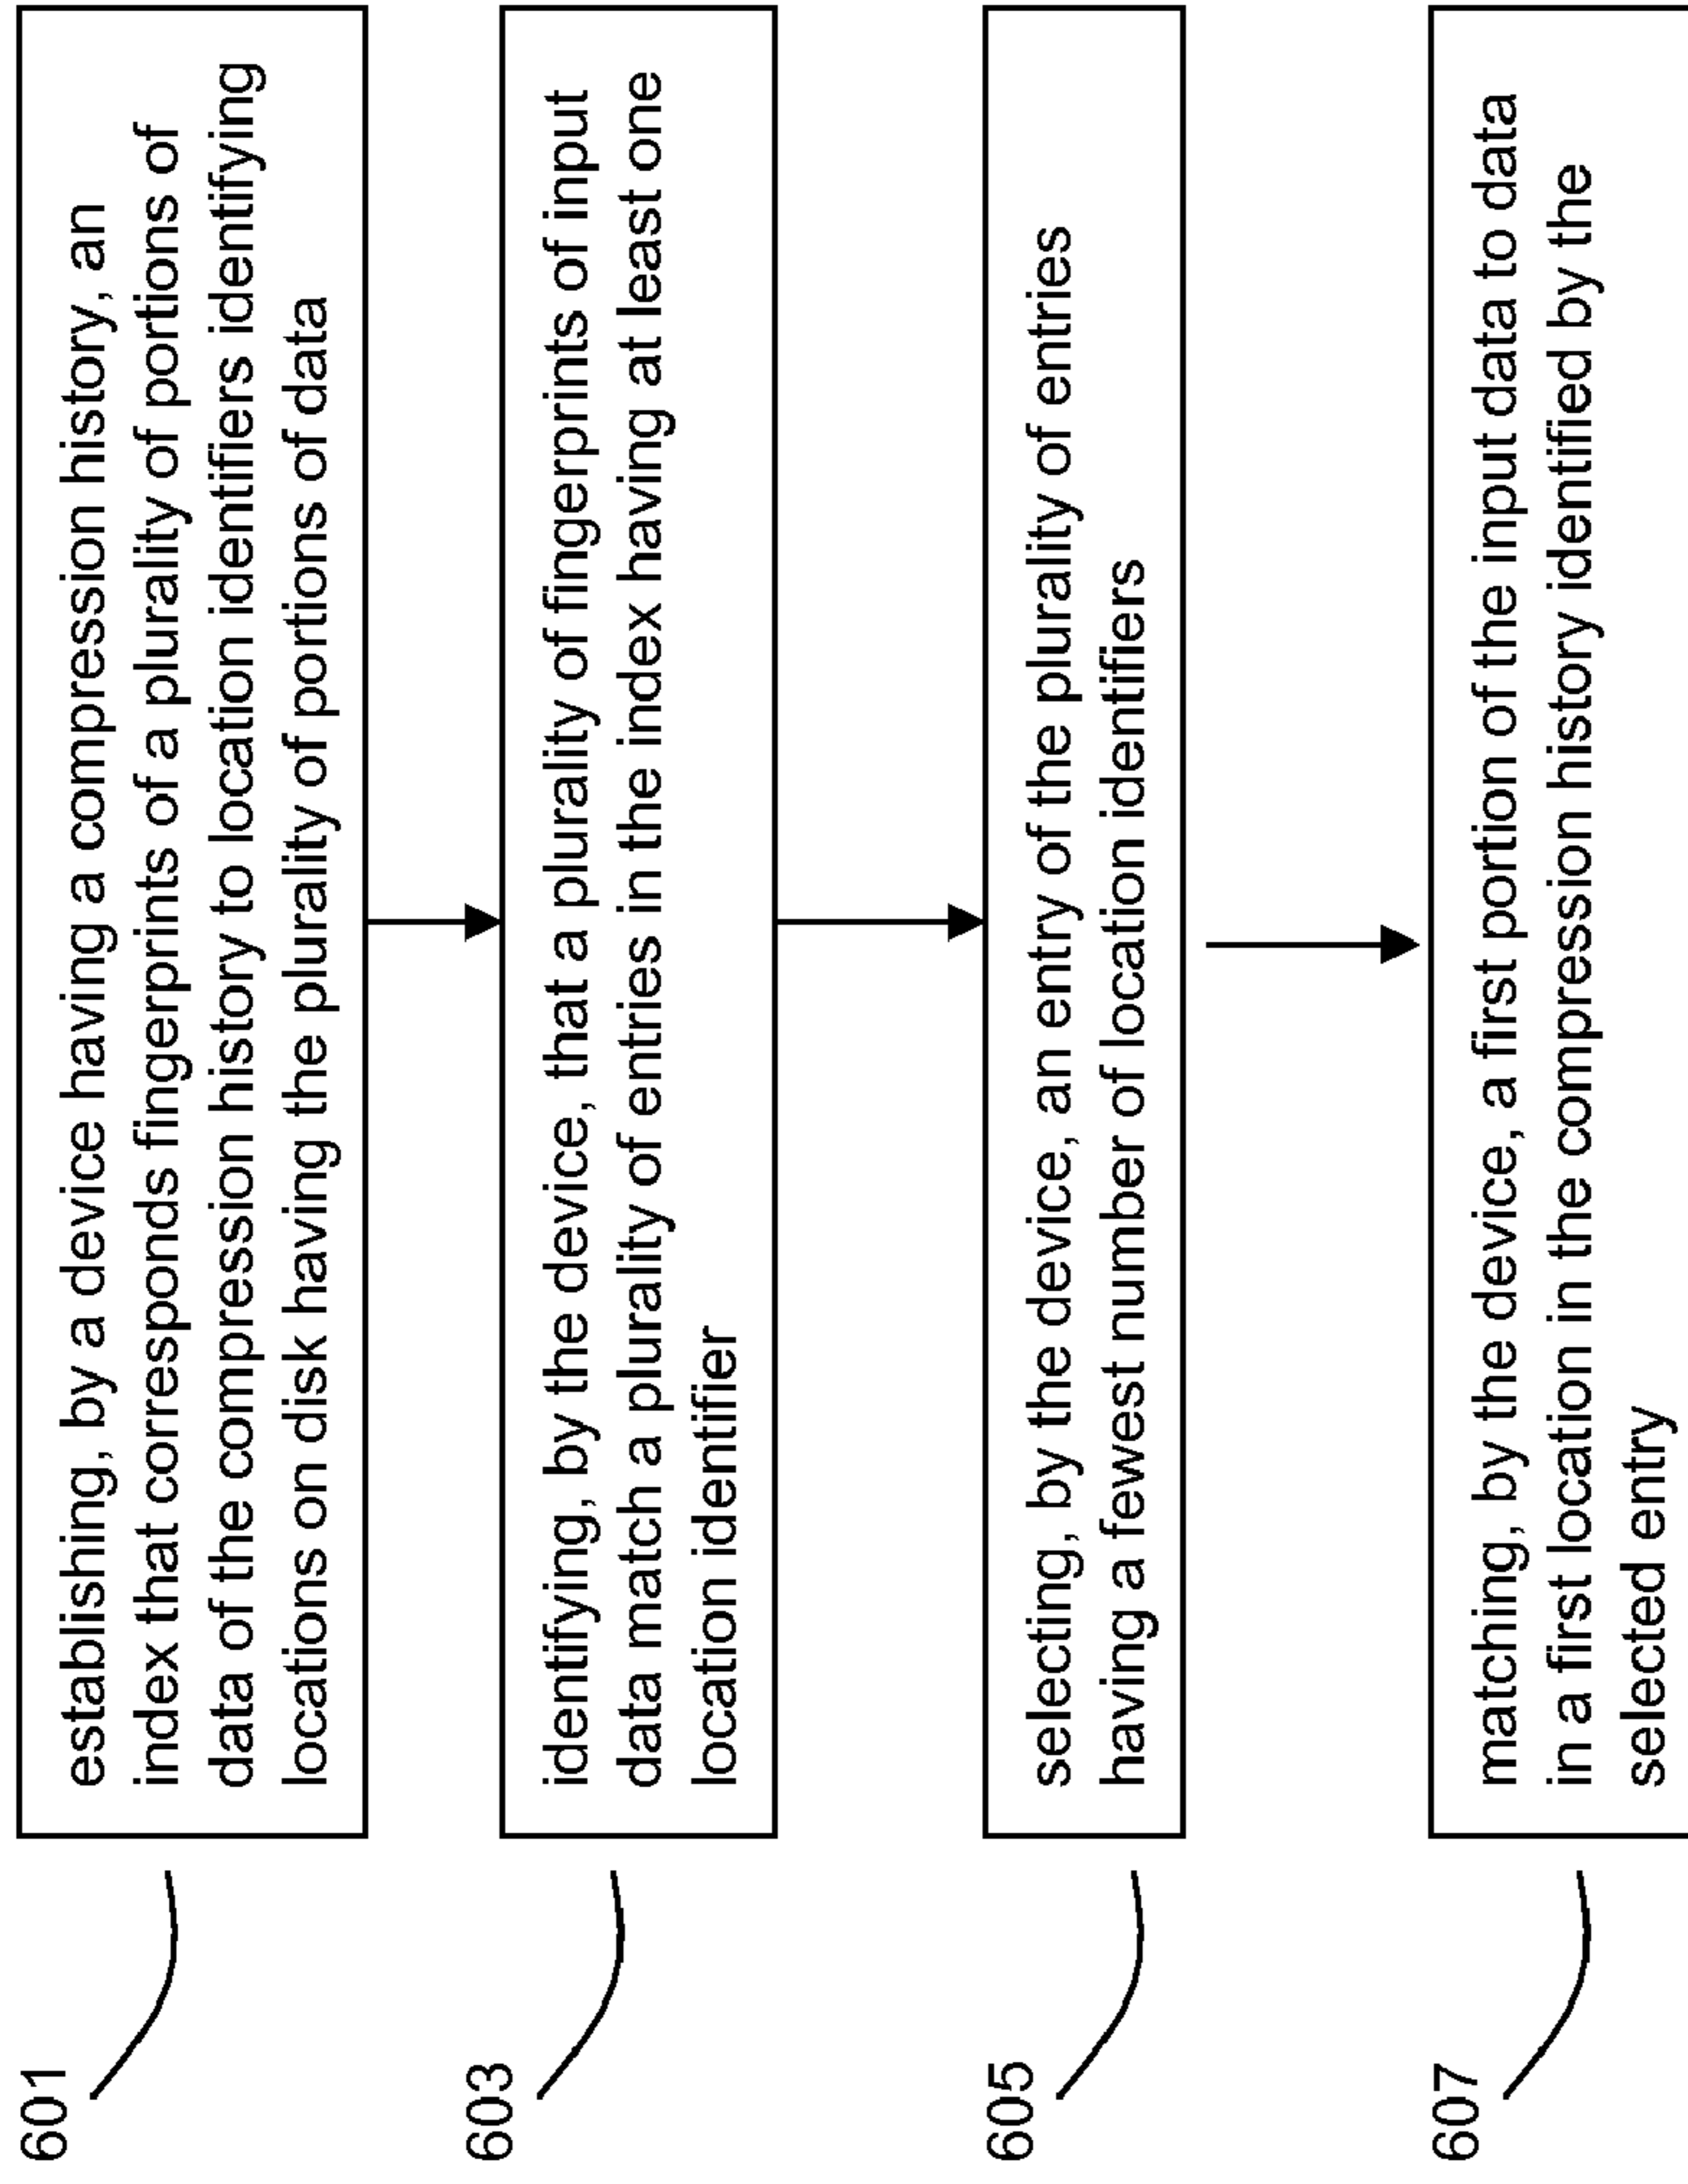 601
establishing, by a device having a compression history, an
index that corresponds fingerprints of a plurality of portions of
data of the compression history to location identifiers identifying
locations on disk having the plurality of portions of data
603
identifying, by the device, that a plurality of fingerprints of input
data match a plurality of entries in the index having at least one
location identifier
605
selecting, by the device, an entry of the plurality of entries
having a fewest number of location identifiers
607
matching, by the device, a first portion of the input data to data
in a first location in the compression history identified by the
selected entry